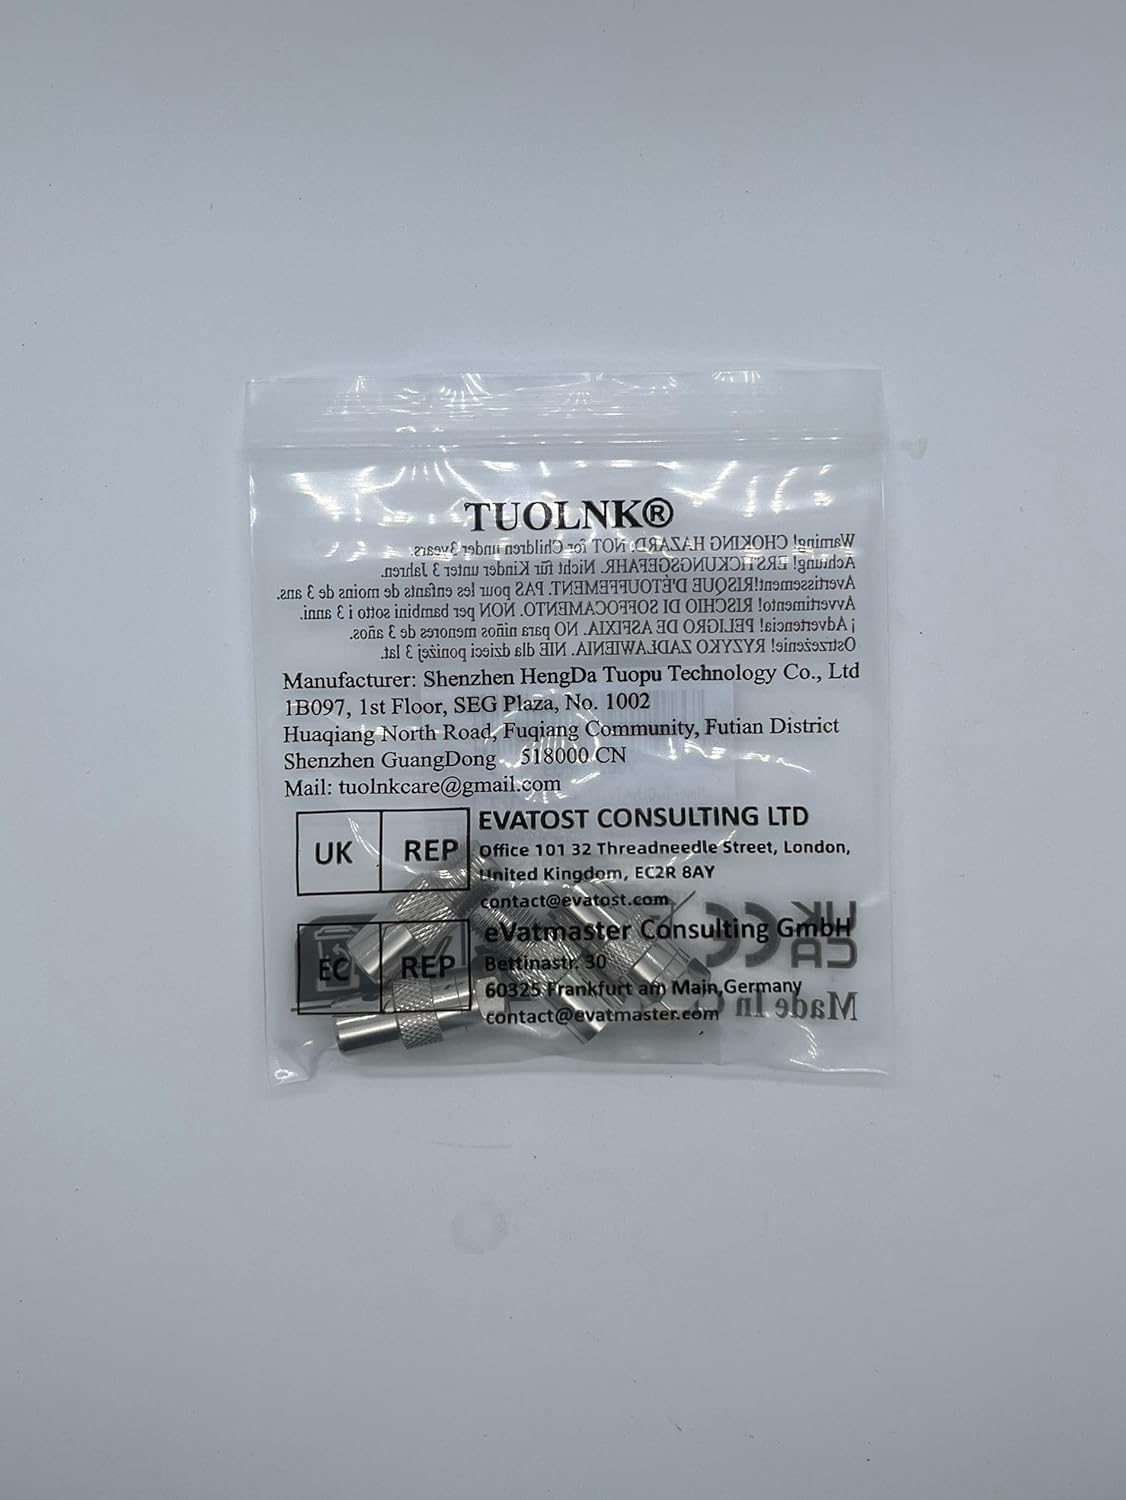 TUOLNK®
Warning! CHOKING HAZARD. NOT for Children under 3years.
Achtung! ERSTICKUNGSGEFAHR. Nicht für Kinder unter 3 Jahren.
Avertissement!RISQUE D'ÉTOUFFEMENT. PAS pour les enfants de moins de 3 ans.
Avvertimento! RISCHIO DI SOFFOCAMENTO. NON per bambini sotto i 3 anni.
¡ Advertencia! PELIGRO DE ASFIXIA. NO para niños menores de 3 años.
Ostrzeżenie! RYZYKO ZADŁAWIENIA. NIE dla dzieci poniżej 3 lat.
Manufacturer: Shenzhen HengDa Tuopu Technology Co., Ltd
1B097, 1st Floor, SEG Plaza, No. 1002
Huaqiang North Road, Fuqiang Community, Futian District
Shenzhen GuangDong 518000 CN
Mail: tuolnkcare@gmail.com
UK REP
EVATOST CONSULTING LTD
Office 101 32 Threadneedle Street, London,
United Kingdom, EC2R 8AY
contact@evatost.com
EC REP
eVatmaster Consulting GmbH
Bettinastr. 30
60325 Frankfurt am Main,Germany
contact@evatmaster.com
UK
CA
CE
Made In